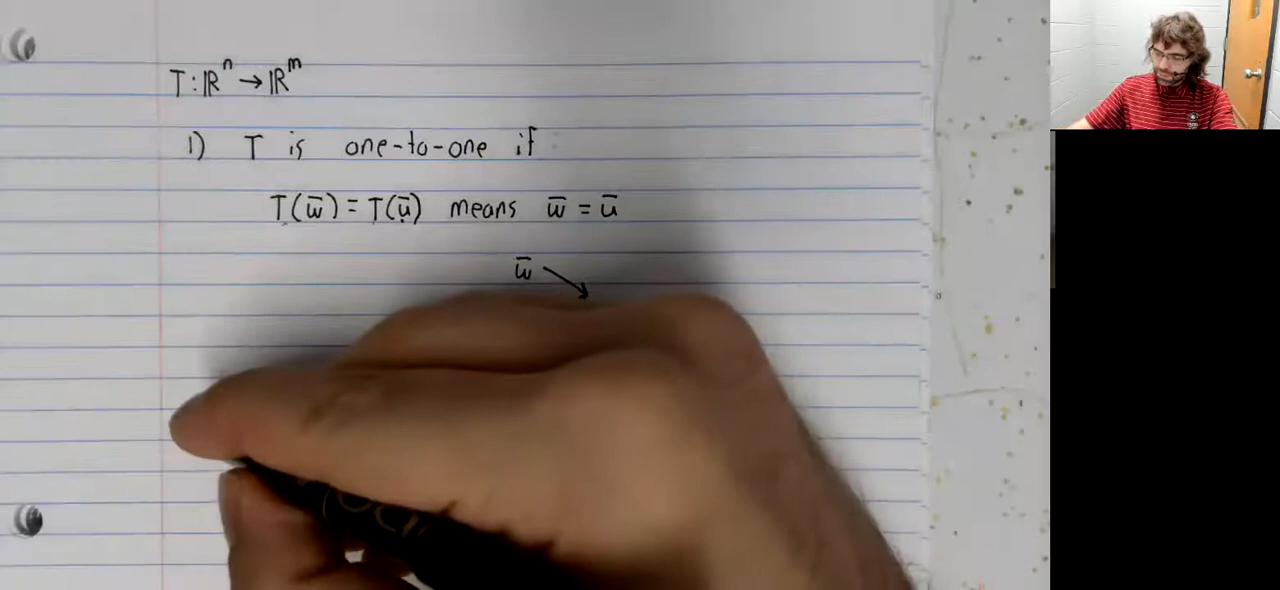 T : ℝⁿ → ℝᵐ
1) T is one-to-one if
T(w̄) = T(ū) means w̄ = ū
w̄ ↘